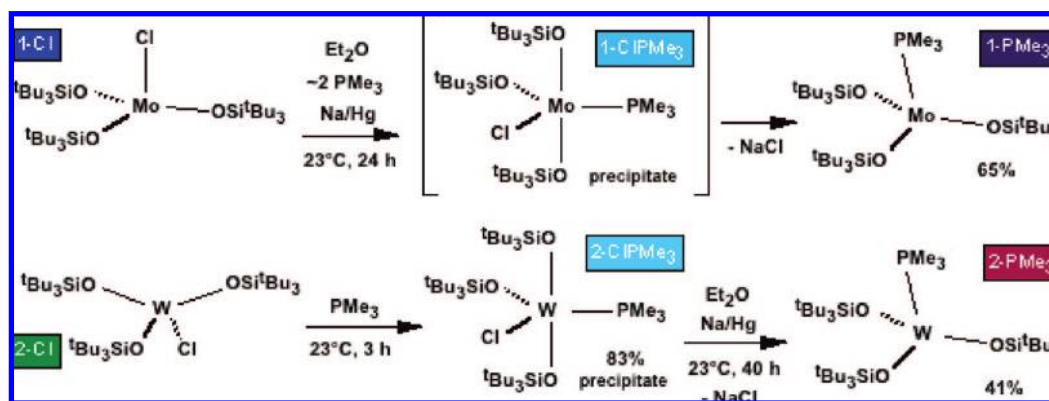 1-Cl
Cl
ᵗBu₃SiO
Mo
OSiᵗBu₃
ᵗBu₃SiO
Et₂O
~2 PMe₃
Na/Hg
23°C, 24 h
ᵗBu₃SiO
1-ClPMe₃
ᵗBu₃SiO
Mo
PMe₃
Cl
ᵗBu₃SiO
precipitate
- NaCl
PMe₃
1-PMe₃
ᵗBu₃SiO
Mo
OSiᵗBu
ᵗBu₃SiO
65%
ᵗBu₃SiO
OSiᵗBu₃
W
ᵗBu₃SiO
Cl
2-Cl
PMe₃
23°C, 3 h
ᵗBu₃SiO
2-ClPMe₃
ᵗBu₃SiO
W
PMe₃
Cl
ᵗBu₃SiO
83%
precipitate
Et₂O
Na/Hg
23°C, 40 h
- NaCl
PMe₃
2-PMe₃
ᵗBu₃SiO
W
OSiᵗBu
ᵗBu₃SiO
41%